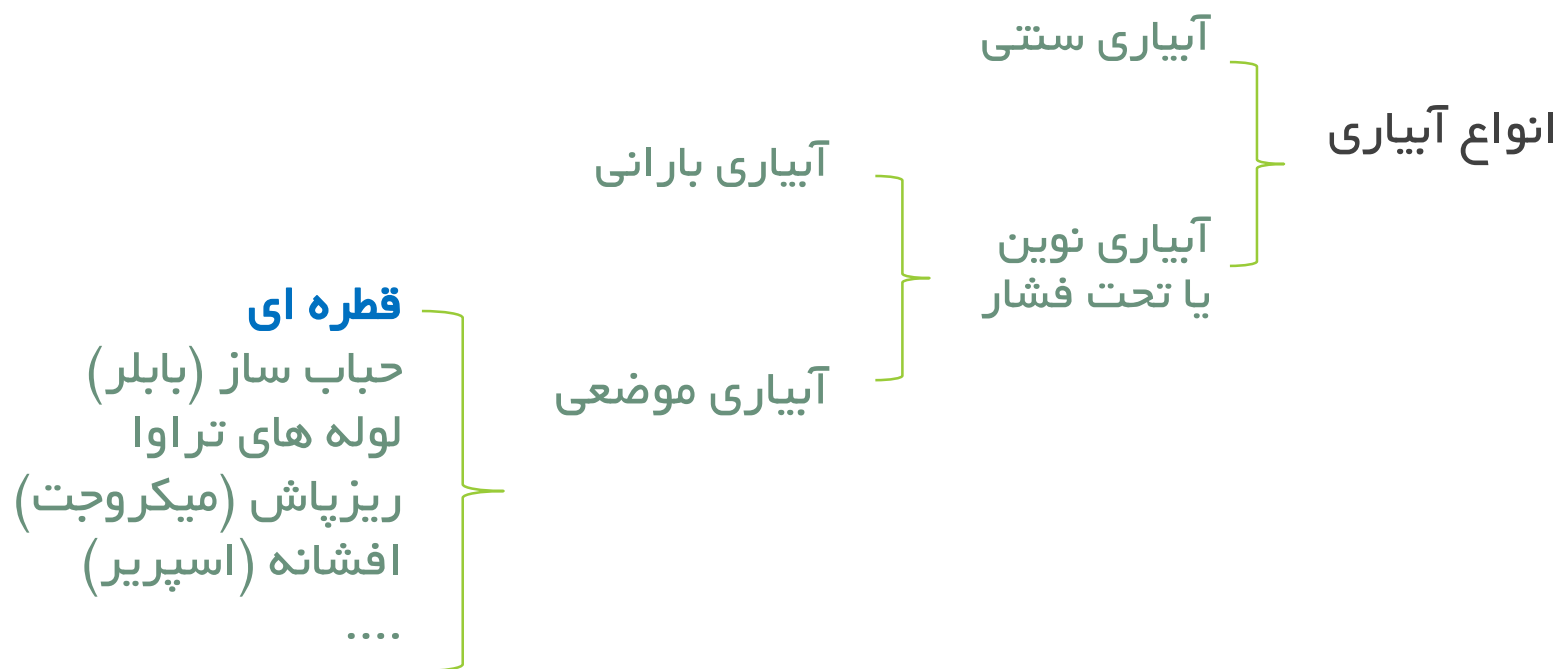 انواع آبیاری
آبیاری سنتی
آبیاری نوین
یا تحت فشار
آبیاری بارانی
آبیاری موضعی
قطره ای
حباب ساز (بابلر)
لوله های تراوا
ریزپاش (میکروجت)
افشانه (اسپریر)
....